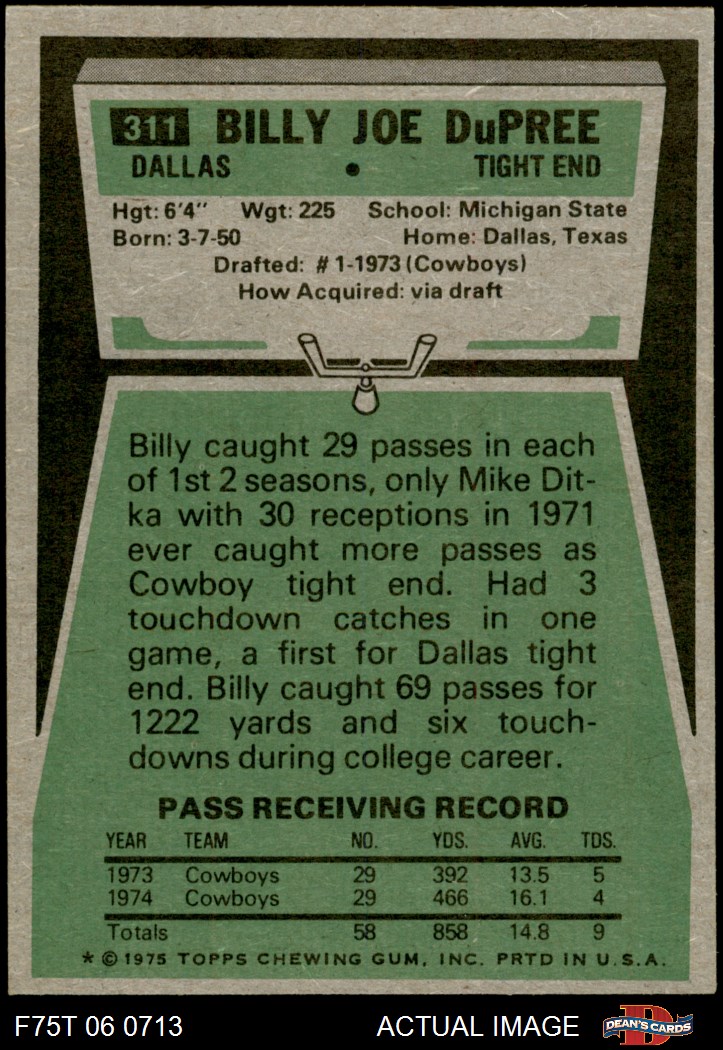 311 BILLY JOE DuPREE
DALLAS • TIGHT END
Hgt: 6'4" Wgt: 225 School: Michigan State
Born: 3-7-50 Home: Dallas, Texas
Drafted: #1-1973 (Cowboys)
How Acquired: via draft
Billy caught 29 passes in each
of 1st 2 seasons, only Mike Dit-
ka with 30 receptions in 1971
ever caught more passes as
Cowboy tight end. Had 3
touchdown catches in one
game, a first for Dallas tight
end. Billy caught 69 passes for
1222 yards and six touch-
downs during college career.
PASS RECEIVING RECORD
YEAR TEAM NO. YDS. AVG. TDS.
1973 Cowboys 29 392 13.5 5
1974 Cowboys 29 466 16.1 4
Totals 58 858 14.8 9
* © 1975 TOPPS CHEWING GUM, INC. PRTD IN U.S.A.
F75T 06 0713 ACTUAL IMAGE DEAN'S CARDS